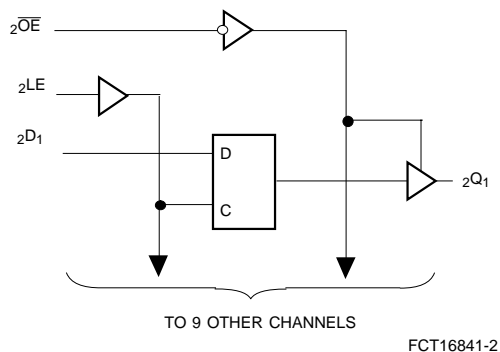 2OE
2LE
2D1
D
C
2Q1
TO 9 OTHER CHANNELS
FCT16841-2